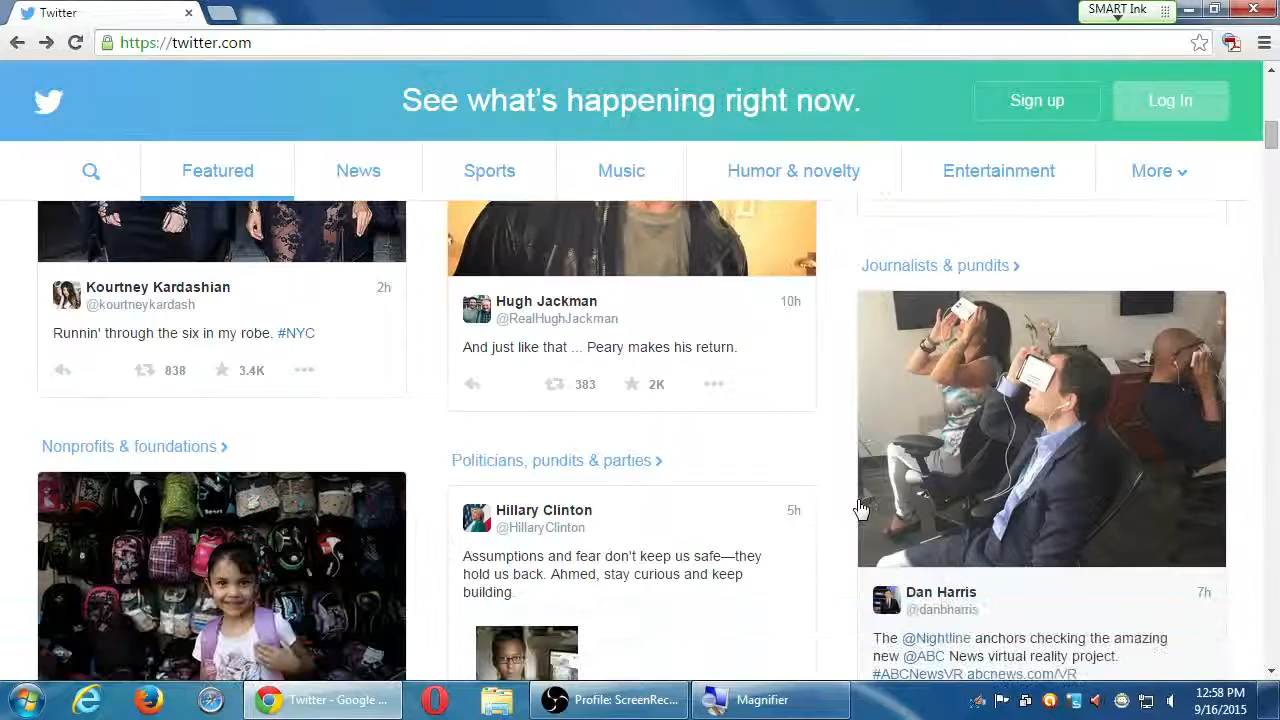 Twitter
SMART Ink
https://twitter.com
See what's happening right now.
Sign up
Log In
Featured
News
Sports
Music
Humor & novelty
Entertainment
More
Kourtney Kardashian
2h
@kourtneykardash
Runnin' through the six in my robe. #NYC
838
3.4K
Nonprofits & foundations
Hugh Jackman
10h
@RealHughJackman
And just like that ... Peary makes his return.
383
2K
Politicians, pundits & parties
Hillary Clinton
5h
@HillaryClinton
Assumptions and fear don't keep us safe—they
hold us back. Ahmed, stay curious and keep
building.
Journalists & pundits
Dan Harris
7h
@danbharris
The @Nightline anchors checking the amazing
new @ABC News virtual reality project.
#ABCNewsVR abcnews.com/VR
Twitter - Google ...
Profile: ScreenRec...
Magnifier
12:58 PM
9/16/2015